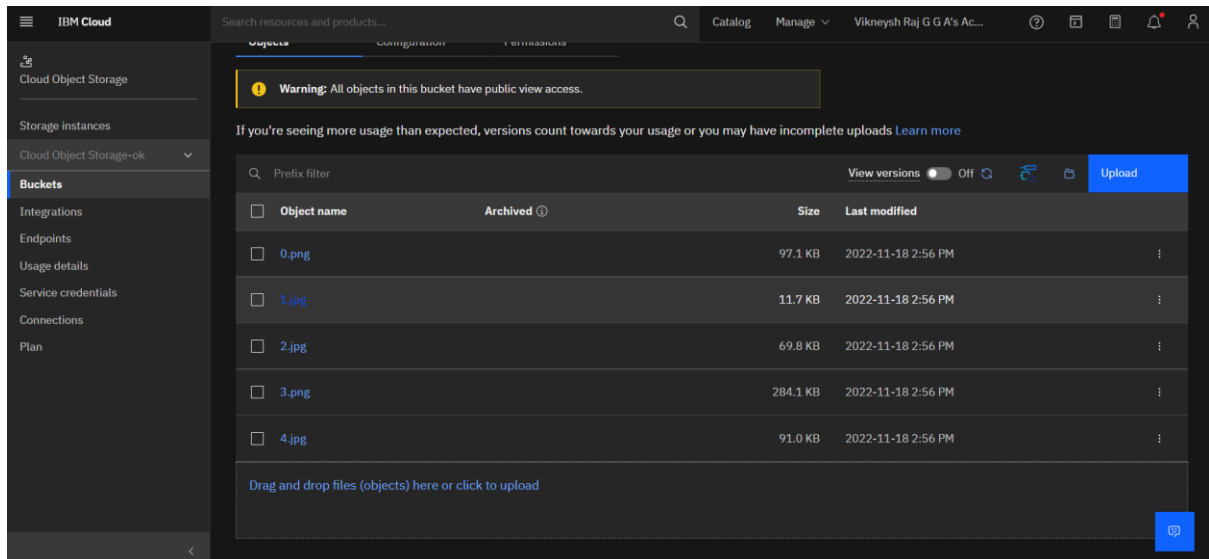 IBM Cloud Search resources and products... Catalog Manage Vikneysh Raj G G A's Ac...
Objects Configuration Permissions
Cloud Object Storage
Warning: All objects in this bucket have public view access.
Storage instances
If you're seeing more usage than expected, versions count towards your usage or you may have incomplete uploads Learn more
Cloud Object Storage-ok
Prefix filter View versions Off Upload
Buckets
Integrations
Endpoints
Usage details
Service credentials
Connections
Plan
Object name Archived Size Last modified
0.png 97.1 KB 2022-11-18 2:56 PM
1.jpg 11.7 KB 2022-11-18 2:56 PM
2.jpg 69.8 KB 2022-11-18 2:56 PM
3.png 284.1 KB 2022-11-18 2:56 PM
4.jpg 91.0 KB 2022-11-18 2:56 PM
Drag and drop files (objects) here or click to upload